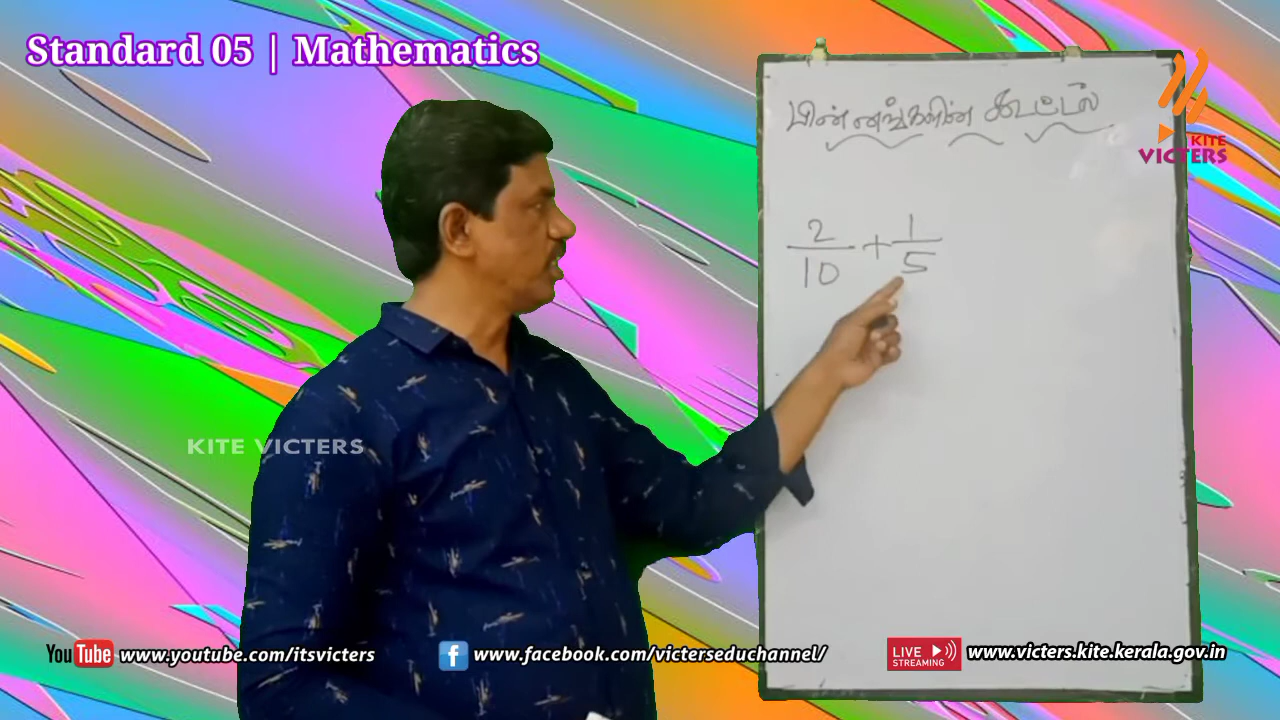 Standard 05 | Mathematics
பின்னங்களின் கூட்டல்
KITE
VICTERS
2/10 + 1/5
KITE VICTERS
YouTube www.youtube.com/itsvicters
f www.facebook.com/victerseduchannel/
LIVE STREAMING www.victers.kite.kerala.gov.in